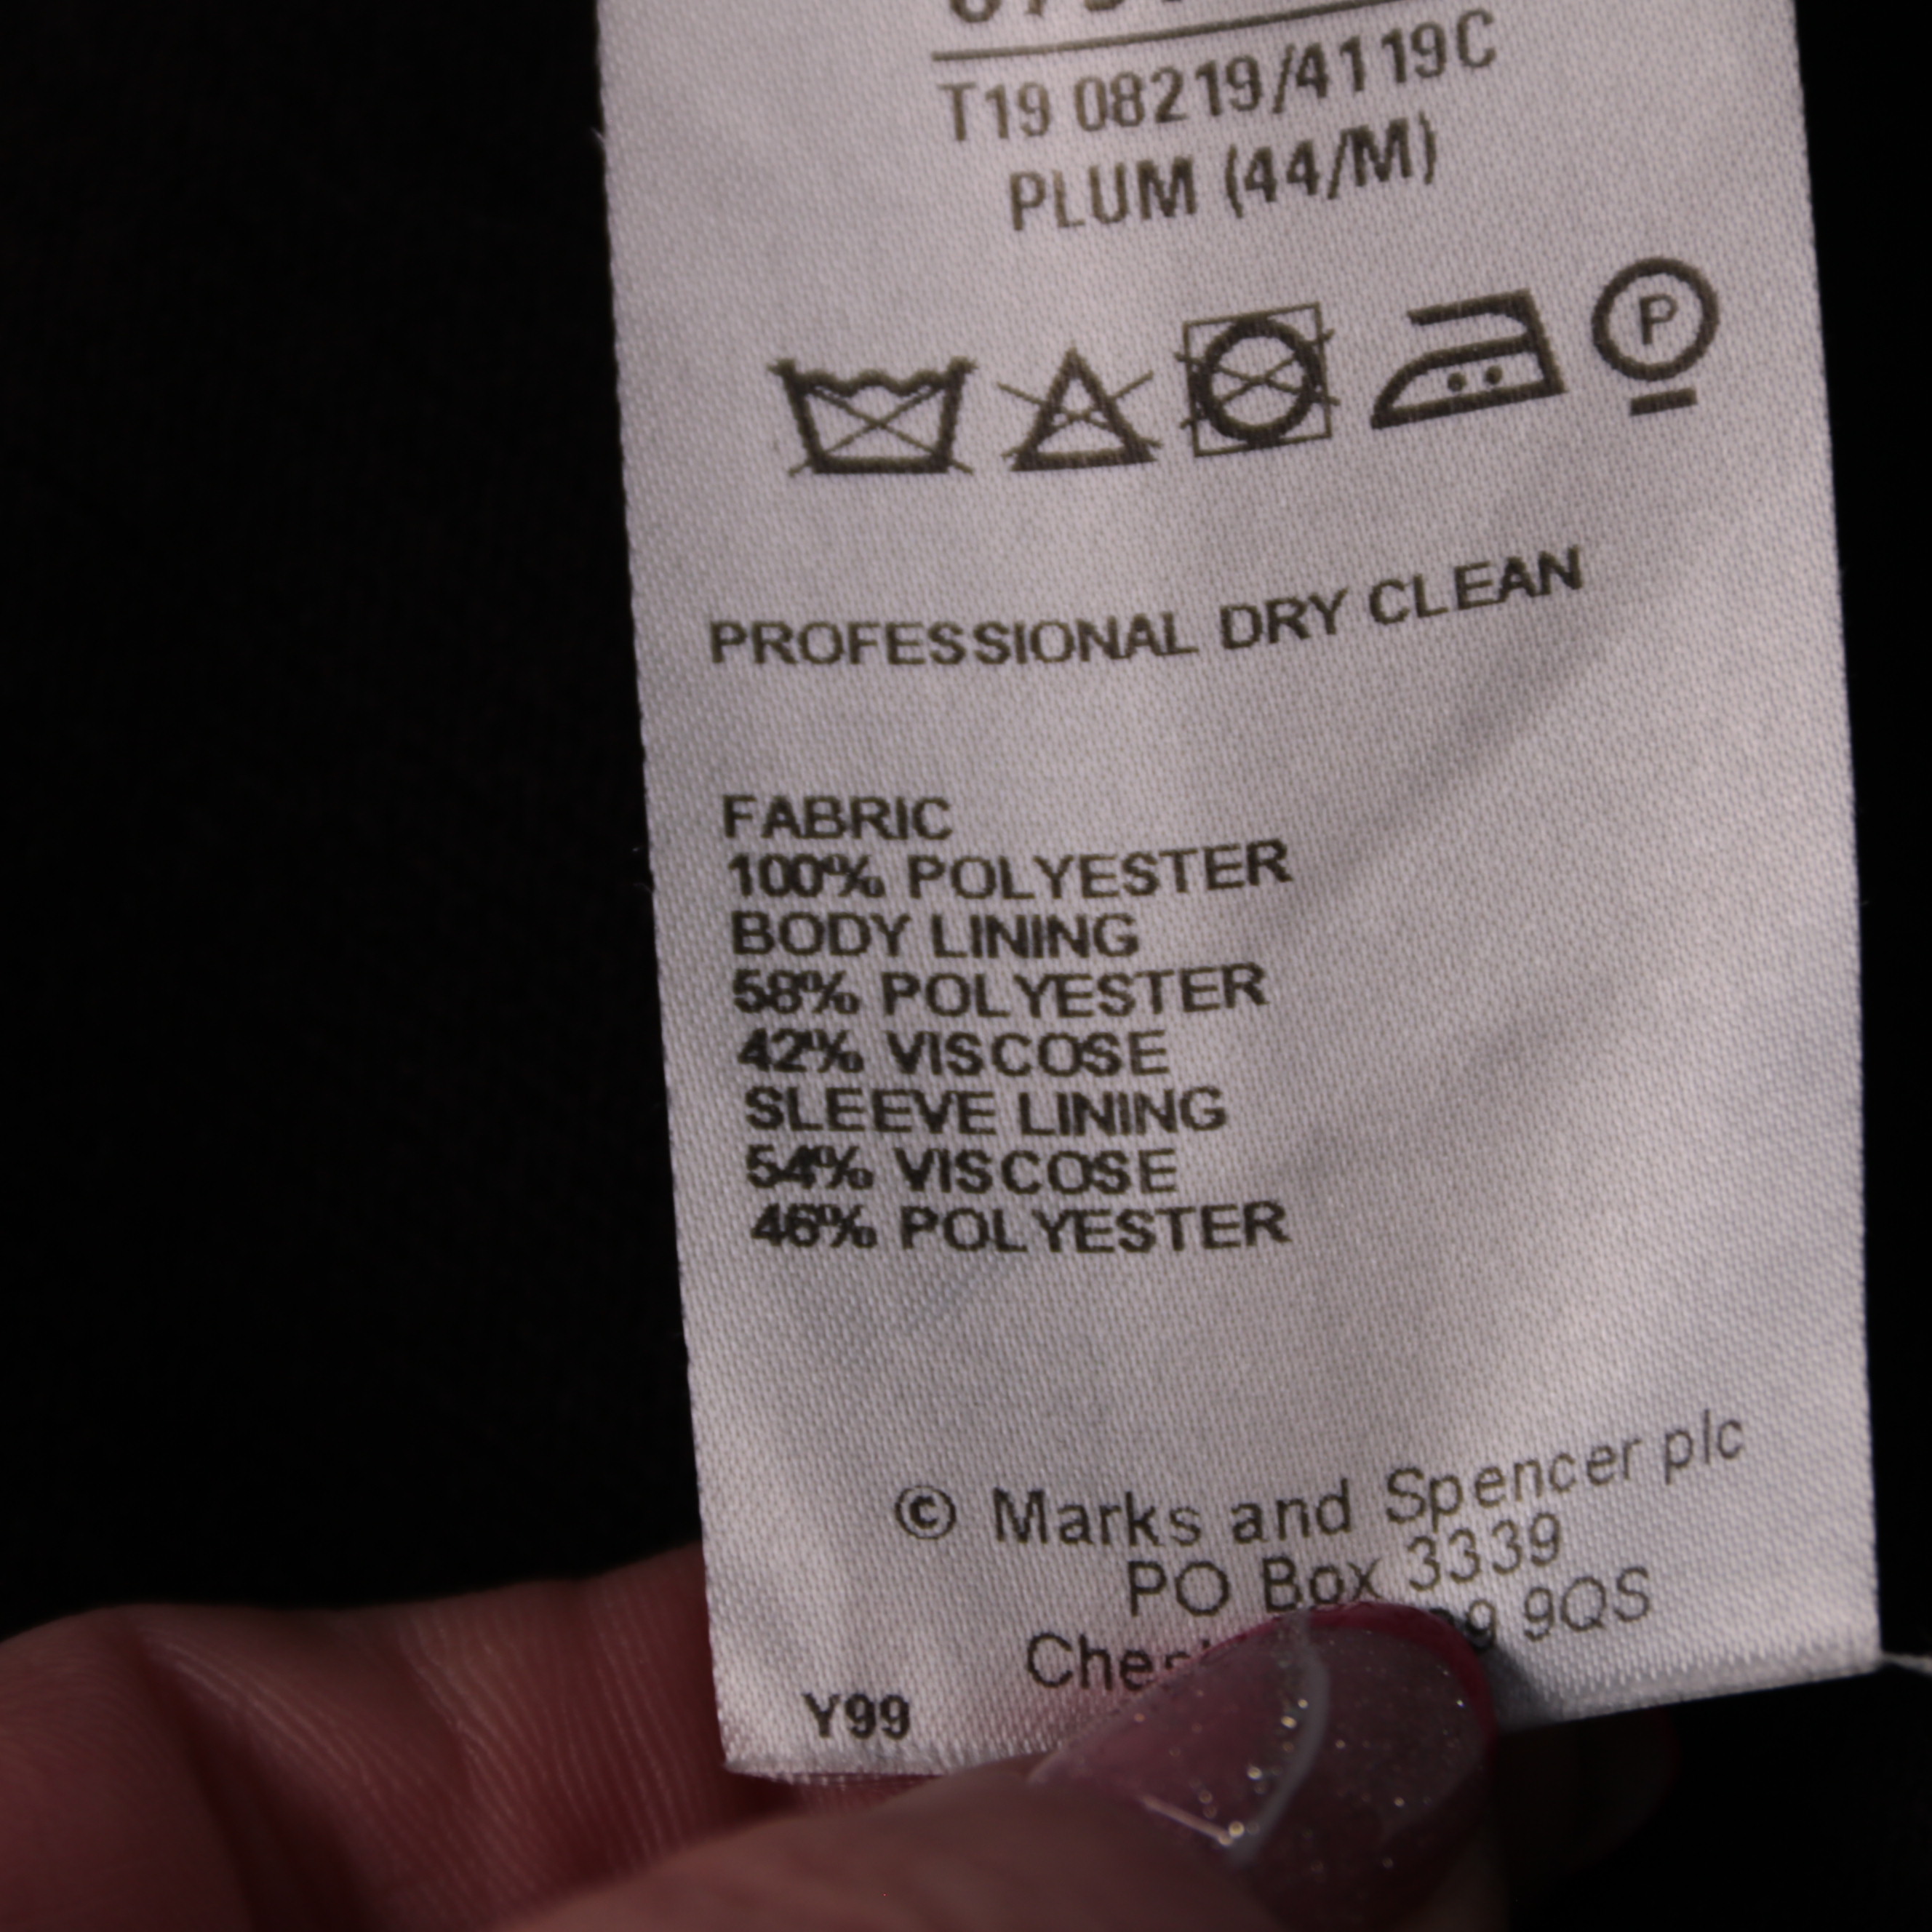 T19 08219/4119C
PLUM (44/M)
P
PROFESSIONAL DRY CLEAN
FABRIC
100% POLYESTER
BODY LINING
58% POLYESTER
42% VISCOSE
SLEEVE LINING
54% VISCOSE
46% POLYESTER
© Marks and Spencer plc
PO Box 3339
9QS
Y99